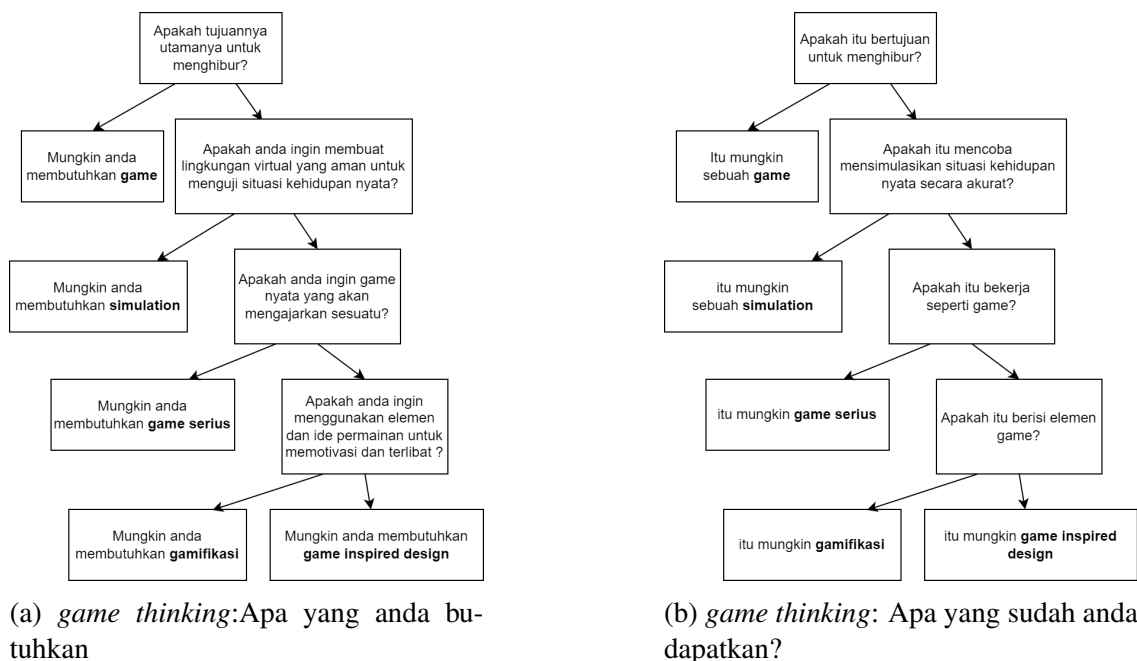 Apakah tujuannya
utamanya untuk
menghibur?
Mungkin anda
membutuhkan game
Apakah anda ingin membuat
lingkungan virtual yang aman untuk
menguji situasi kehidupan nyata?
Mungkin anda
membutuhkan simulation
Apakah anda ingin game
nyata yang akan
mengajarkan sesuatu?
Mungkin anda
membutuhkan game serius
Apakah anda ingin
menggunakan elemen
dan ide permainan untuk
memotivasi dan terlibat ?
Mungkin anda
membutuhkan gamifikasi
Mungkin anda membutuhkan
game inspired design
(a) game thinking:Apa yang anda bu-
tuhkan
Apakah itu bertujuan
untuk menghibur?
Itu mungkin
sebuah game
Apakah itu mencoba
mensimulasikan situasi kehidupan
nyata secara akurat?
itu mungkin
sebuah simulation
Apakah itu bekerja
seperti game?
itu mungkin game serius
Apakah itu berisi elemen
game?
itu mungkin gamifikasi
itu mungkin game inspired
design
(b) game thinking: Apa yang sudah anda
dapatkan?